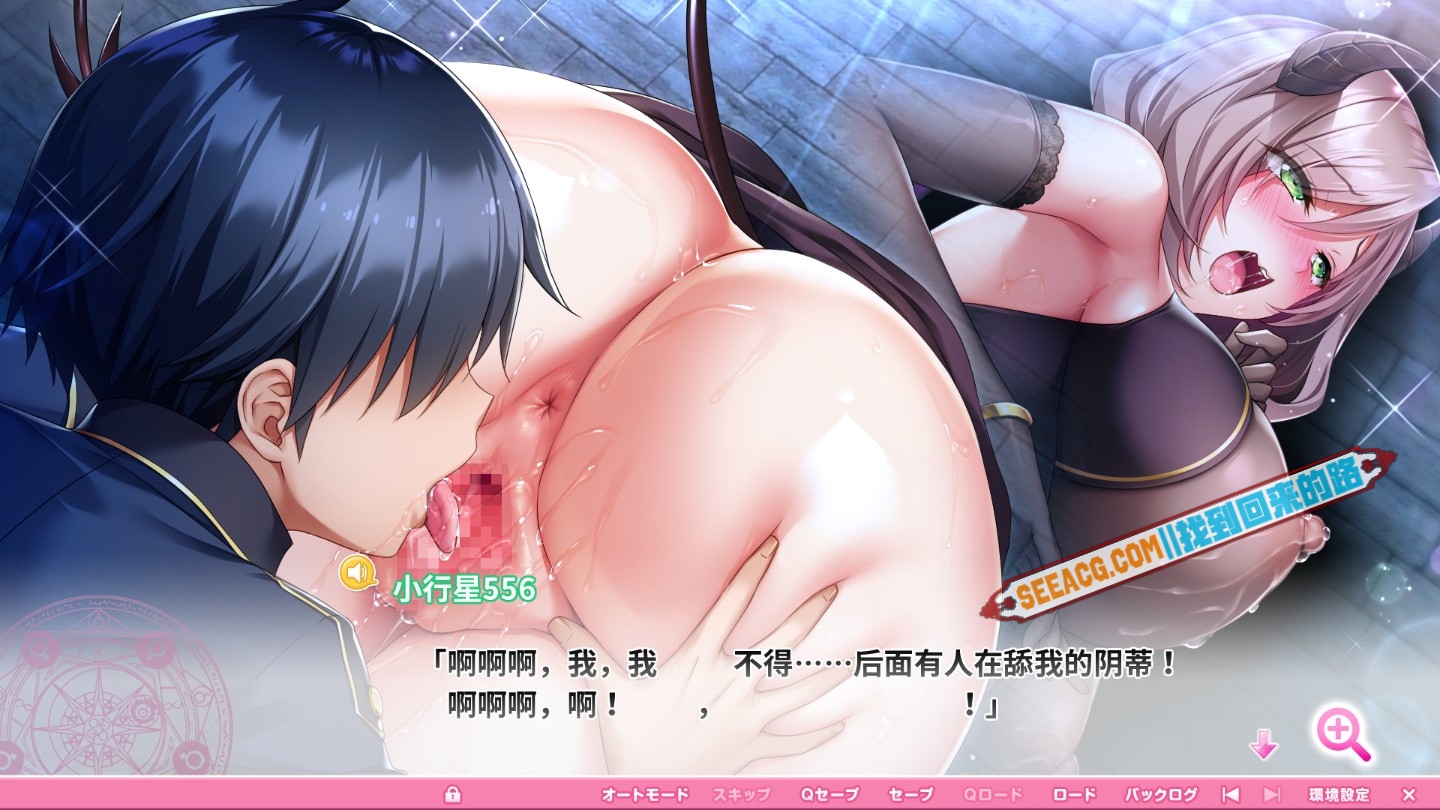 SEEACG.COM||找到回来的路
小行星556
「啊啊啊，我，我 不得……后面有人在舔我的阴蒂！
啊啊啊，啊！ ， ！」
オートモード スキップ Qセーブ セーブ Qロード ロード バックログ 環境設定